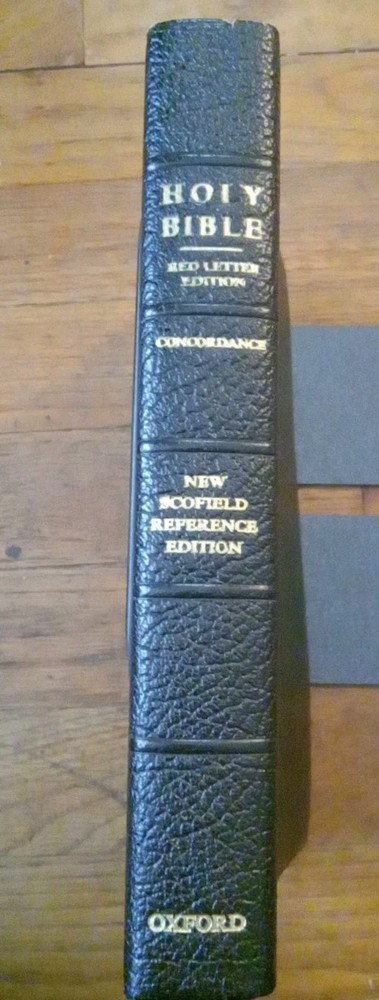 HOLY
BIBLE
RED LETTER
EDITION
CONCORDANCE
NEW
SCOFIELD
REFERENCE
EDITION
OXFORD